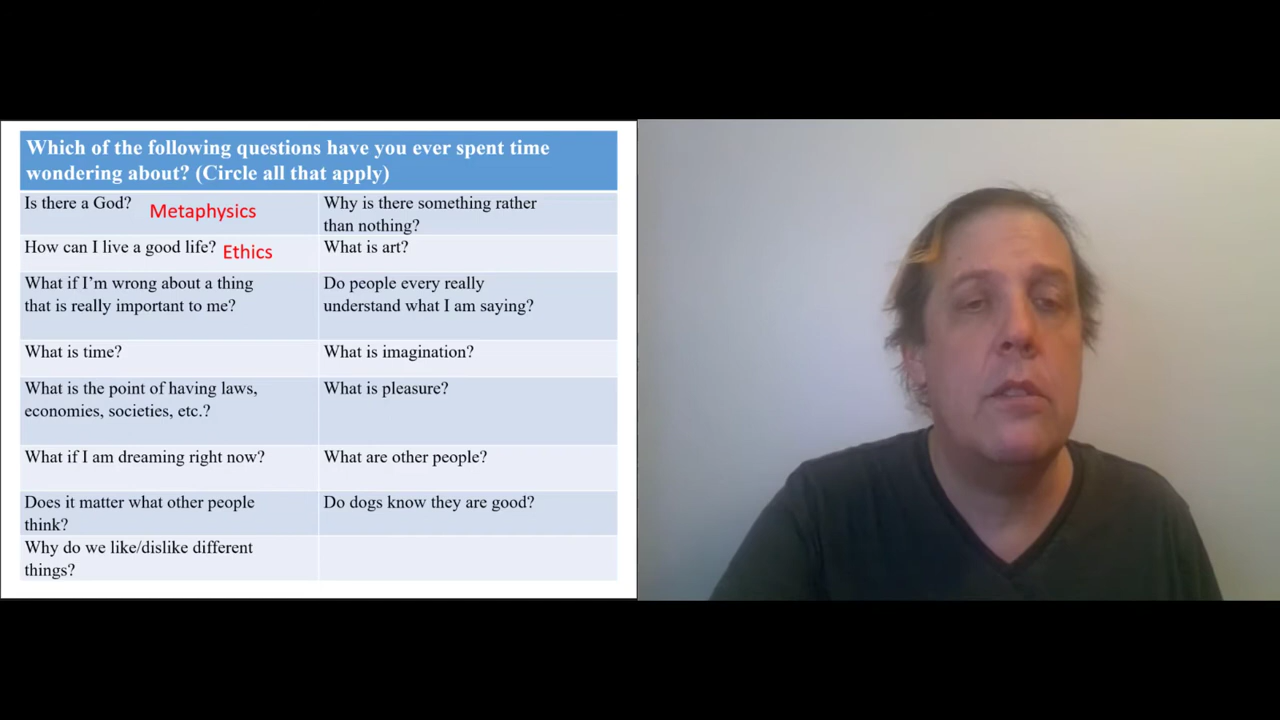 Which of the following questions have you ever spent time
wondering about? (Circle all that apply)
Is there a God? Metaphysics
Why is there something rather
than nothing?
How can I live a good life? Ethics
What is art?
What if I'm wrong about a thing
that is really important to me?
Do people every really
understand what I am saying?
What is time?
What is imagination?
What is the point of having laws,
economies, societies, etc.?
What is pleasure?
What if I am dreaming right now?
What are other people?
Does it matter what other people
think?
Do dogs know they are good?
Why do we like/dislike different
things?